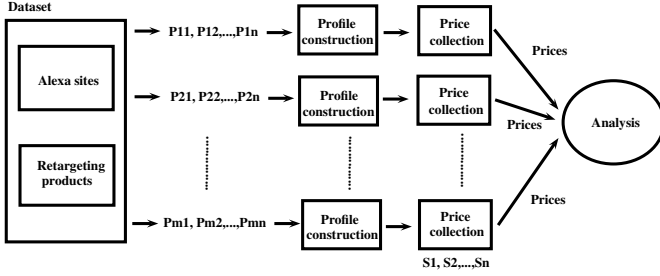 Dataset
Alexa sites
Retargeting
products
P11, P12,...,P1n
Profile
construction
Price
collection
Prices
P21, P22,...,P2n
Profile
construction
Price
collection
Prices
Analysis
Pm1, Pm2,...,Pmn
Profile
construction
Price
collection
Prices
S1, S2,...,Sn